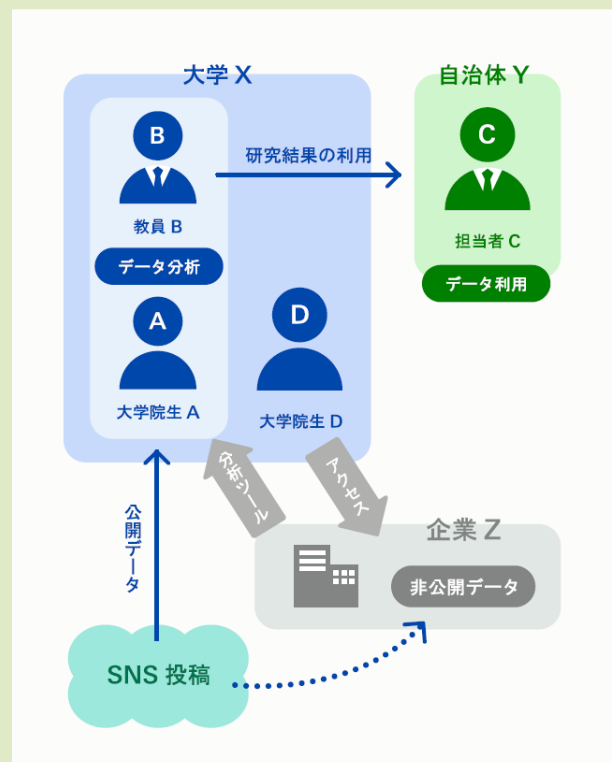 大学 X
自治体 Y
B
C
研究結果の利用
教員 B
担当者 C
データ分析
データ利用
A
D
大学院生 A
大学院生 D
分析ツール
アクセス
公開データ
企業 Z
非公開データ
SNS 投稿